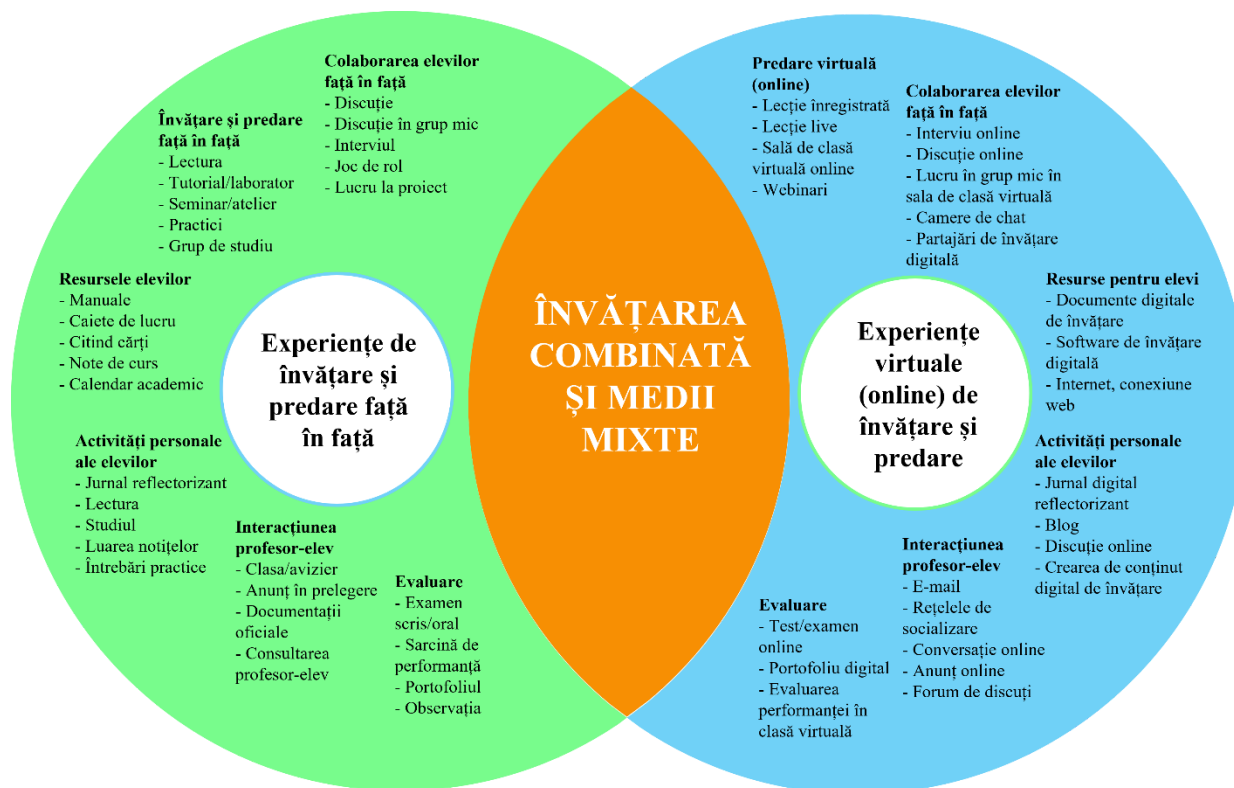 Colaborarea elevilor
față în față
- Discuție
- Discuție în grup mic
- Interviul
- Joc de rol
- Lucru la proiect
Învățare și predare
față în față
- Lectura
- Tutorial/laborator
- Seminar/atelier
- Practici
- Grup de studiu
Resursele elevilor
- Manuale
- Caiete de lucru
- Citind cărți
- Note de curs
- Calendar academic
Experiențe de
învățare și
predare față
în față
Activități personale
ale elevilor
- Jurnal reflectorizant
- Lectura
- Studiul
- Luarea notițelor
- Întrebări practice
Interacțiunea
profesor-elev
- Clasa/avizier
- Anunț în prelegere
- Documentații
oficiale
- Consultarea
profesor-elev
Evaluare
- Examen
scris/oral
- Sarcină de
performanță
- Portofoliul
- Observația
ÎNVĂȚAREA
COMBINATĂ
ȘI MEDII
MIXTE
Predare virtuală
(online)
- Lecție înregistrată
- Lecție live
- Sală de clasă
virtuală online
- Webinari
Colaborarea elevilor
față în față
- Interviu online
- Discuție online
- Lucru în grup mic în
sala de clasă virtuală
- Camere de chat
- Partajări de învățare
digitală
Resurse pentru elevi
- Documente digitale
de învățare
- Software de învățare
digitală
- Internet, conexiune
web
Experiențe
virtuale
(online) de
învățare și
predare
Activități personale
ale elevilor
- Jurnal digital
reflectorizant
- Blog
- Discuție online
- Crearea de conținut
digital de învățare
Interacțiunea
profesor-elev
- E-mail
- Rețelele de
socializare
- Conversație online
- Anunț online
- Forum de discuți
Evaluare
- Test/examen
online
- Portofoliu digital
- Evaluarea
performanței în
clasă virtuală